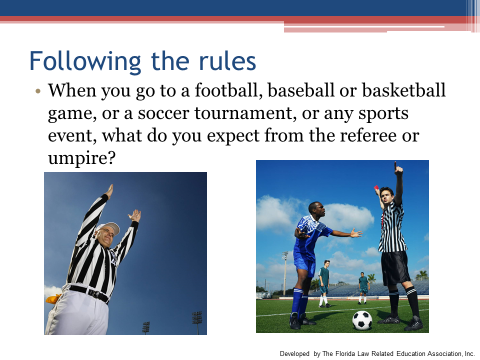 Following the rules
• When you go to a football, baseball or basketball
game, or a soccer tournament, or any sports
event, what do you expect from the referee or
umpire?
Developed by The Florida Law Related Education Association, Inc.